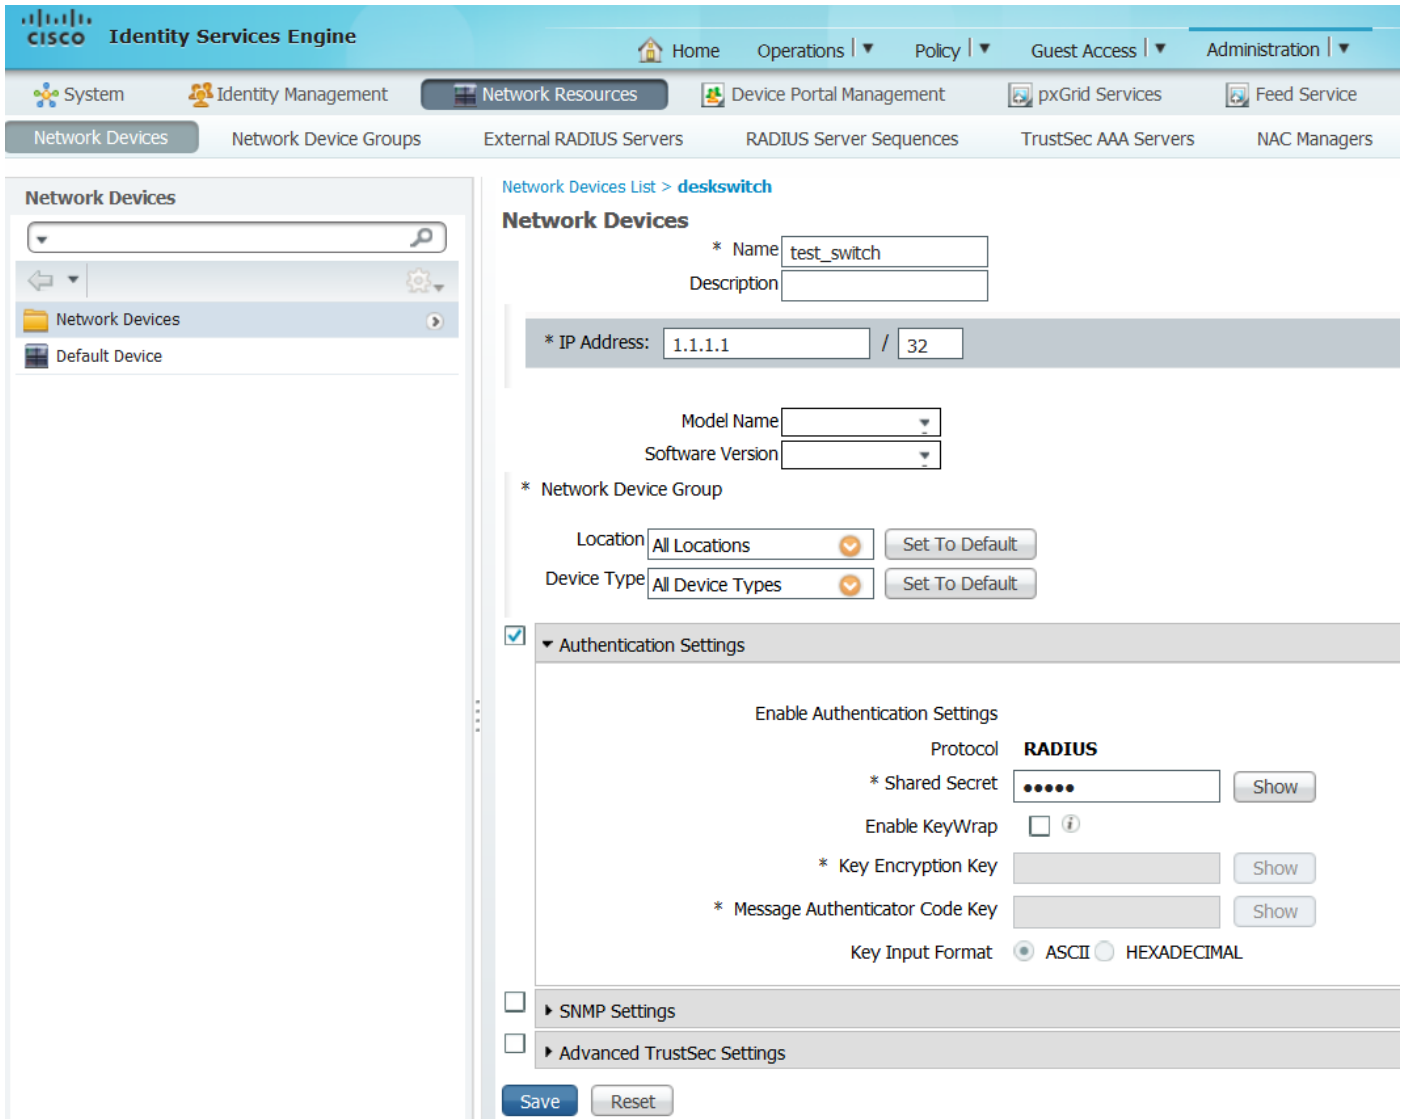 CISCO Identity Services Engine
Home Operations Policy Guest Access Administration
System Identity Management Network Resources Device Portal Management pxGrid Services Feed Service
Network Devices Network Device Groups External RADIUS Servers RADIUS Server Sequences TrustSec AAA Servers NAC Managers
Network Devices
Network Devices
Default Device
Network Devices List > deskswitch
Network Devices
* Name test_switch
Description
* IP Address: 1.1.1.1 / 32
Model Name
Software Version
* Network Device Group
Location All Locations Set To Default
Device Type All Device Types Set To Default
Authentication Settings
Enable Authentication Settings
Protocol RADIUS
* Shared Secret ●●●●● Show
Enable KeyWrap i
* Key Encryption Key Show
* Message Authenticator Code Key Show
Key Input Format ASCII HEXADECIMAL
SNMP Settings
Advanced TrustSec Settings
Save Reset